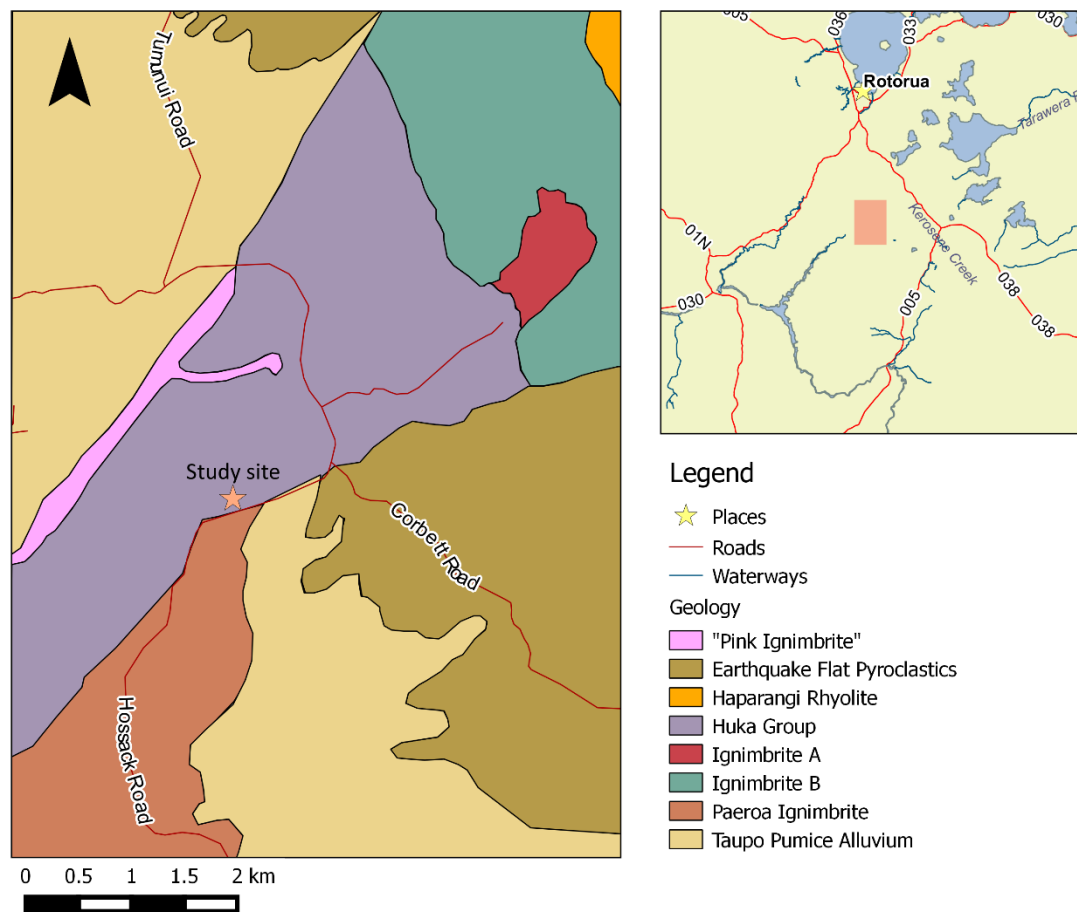 Tumunui Road
Study site
Corbett Road
Hossack Road
0 0.5 1 1.5 2 km
005
036
033
030
Rotorua
Tarawera
01N
Kerosene Creek
030
005
038
038
Legend
Places
Roads
Waterways
Geology
"Pink Ignimbrite"
Earthquake Flat Pyroclastics
Haparangi Rhyolite
Huka Group
Ignimbrite A
Ignimbrite B
Paeroa Ignimbrite
Taupo Pumice Alluvium